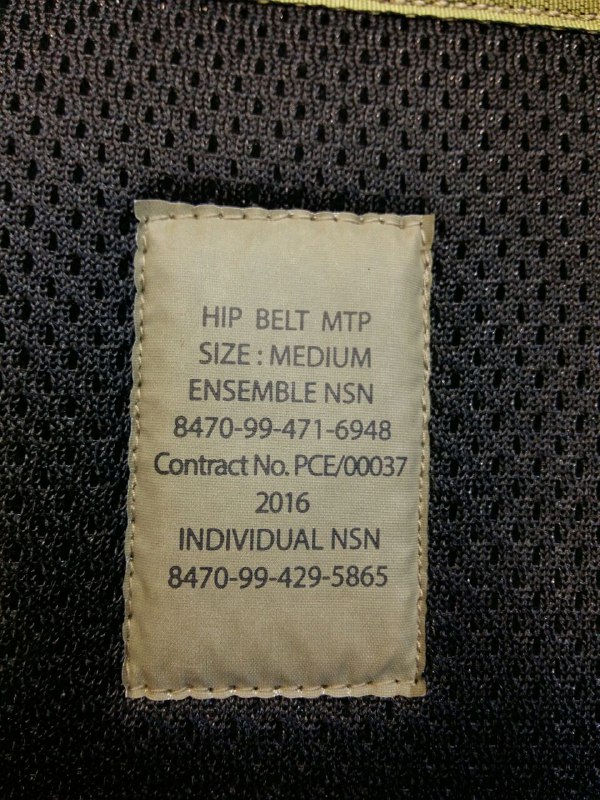 HIP BELT MTP
SIZE : MEDIUM
ENSEMBLE NSN
8470-99-471-6948
Contract No. PCE/00037
2016
INDIVIDUAL NSN
8470-99-429-5865